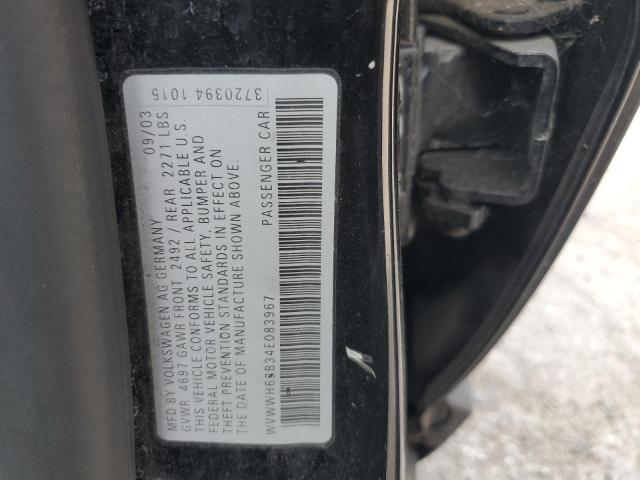 3720394 1015
MFD BY VOLKSWAGEN AG GERMANY 09/03
GVWR 4697 GAWR FRONT 2492 / REAR 2271 LBS
THIS VEHICLE CONFORMS TO ALL APPLICABLE U.S.
FEDERAL MOTOR VEHICLE SAFETY, BUMPER AND
THEFT PREVENTION STANDARDS IN EFFECT ON
THE DATE OF MANUFACTURE SHOWN ABOVE.
WVWWH63B34E083967 PASSENGER CAR